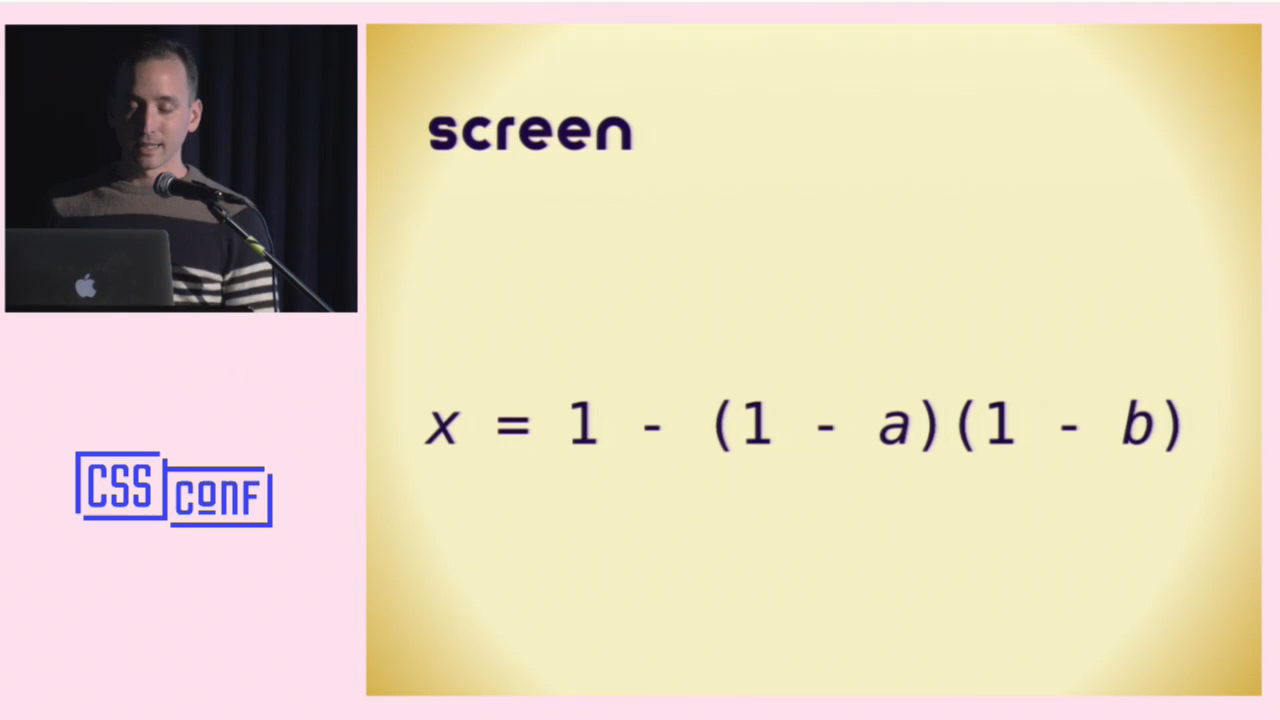 screen
x = 1 - (1 - a)(1 - b)
CSS
CONF